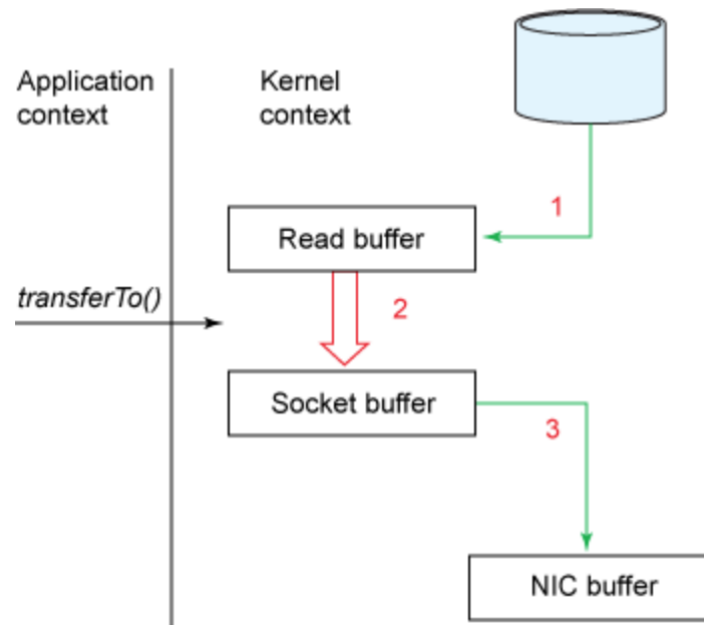 Application
context
Kernel
context
1
Read buffer
transferTo()
2
Socket buffer
3
NIC buffer